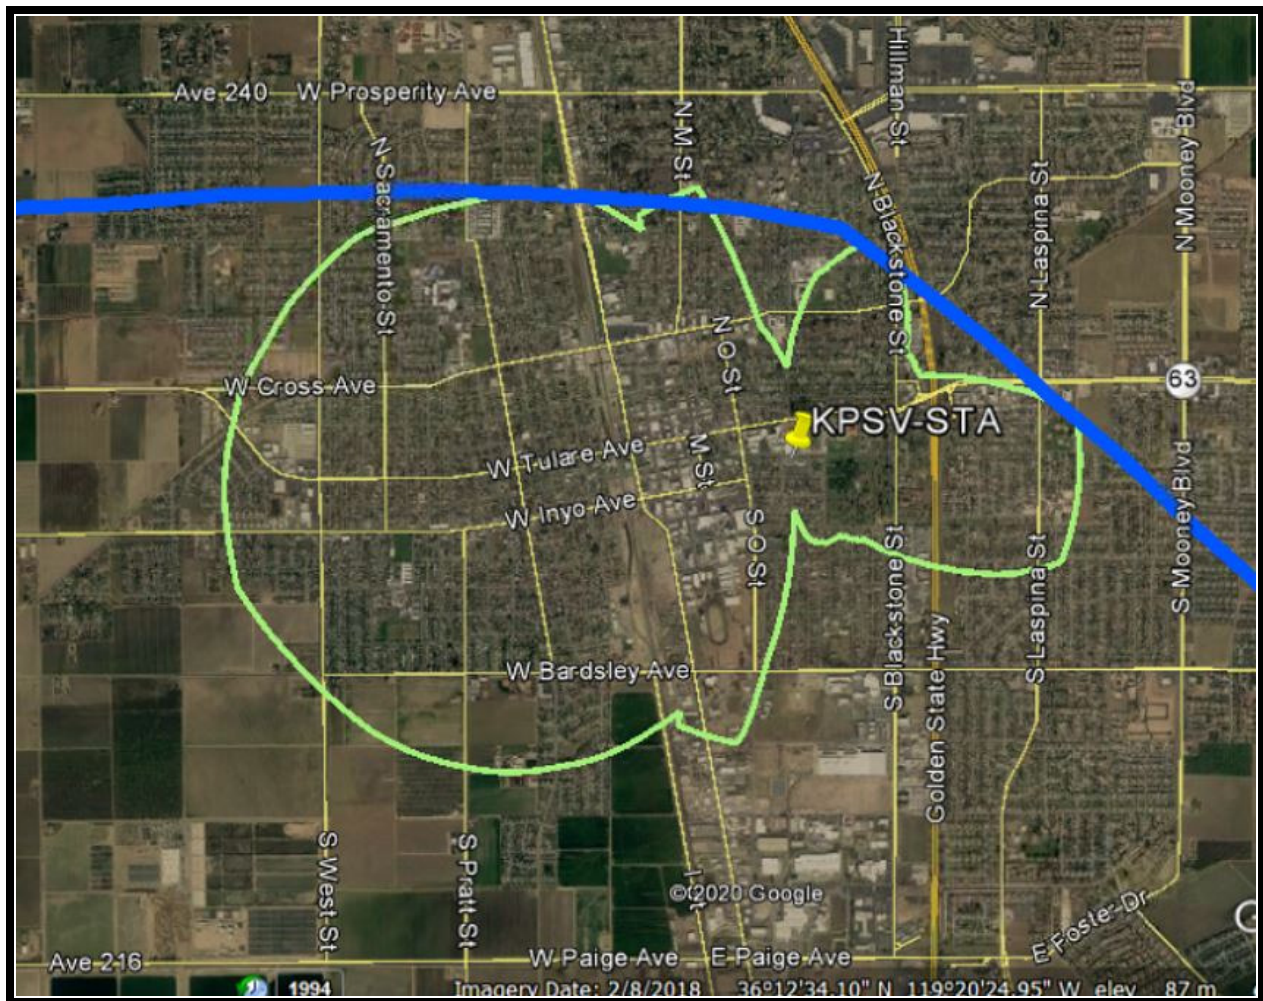 Hillman St
Ave 240
W Prosperity Ave
N M St
N Mooney Blvd
N Sacramento St
N Laspina St
N Blackstone St
N O St
W Cross Ave
63
KPSV-STA
W Tulare Ave
M St
W Inyo Ave
S O St
S Mooney Blvd
S Blackstone St
S Laspina St
W Bardsley Ave
Golden State Hwy
S West St
S Pratt St
©2020 Google
E Foster Dr
Ave 216
W Paige Ave
E Paige Ave
1994
Imagery Date: 2/8/2018 36°12'34.10" N 119°20'24.95" W elev 87 m